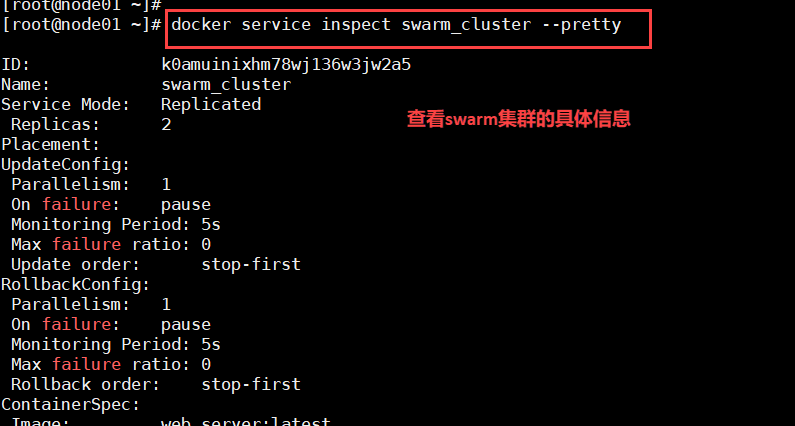 [root@node01 ~]#
[root@node01 ~]# docker service inspect swarm_cluster --pretty
ID: k0amuinixhm78wj136w3jw2a5
Name: swarm_cluster
Service Mode: Replicated
Replicas: 2
查看swarm集群的具体信息
Placement:
UpdateConfig:
Parallelism: 1
On failure: pause
Monitoring Period: 5s
Max failure ratio: 0
Update order: stop-first
RollbackConfig:
Parallelism: 1
On failure: pause
Monitoring Period: 5s
Max failure ratio: 0
Rollback order: stop-first
ContainerSpec:
Image: web_server:latest